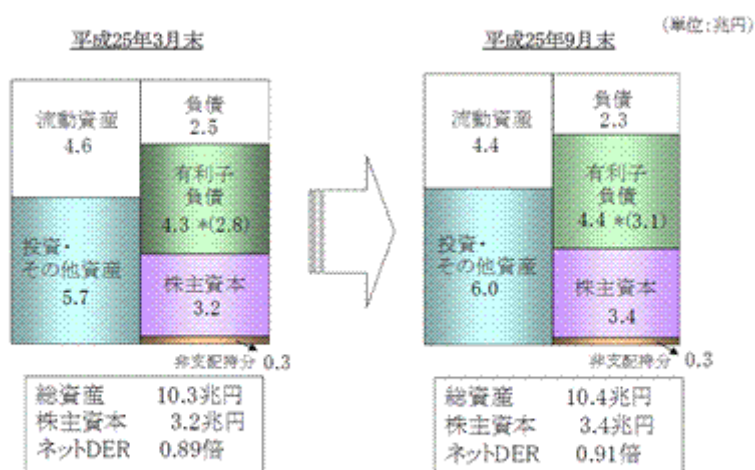 (単位:兆円)
平成25年3月末
流動資産
4.6
投資・
その他資産
5.7
負債
2.5
有利子
負債
4.3 *(2.8)
株主資本
3.2
非支配持分 0.3
総資産 10.3兆円
株主資本 3.2兆円
ネットDER 0.89倍
平成25年9月末
流動資産
4.4
投資・
その他資産
6.0
負債
2.3
有利子
負債
4.4 *(3.1)
株主資本
3.4
非支配持分 0.3
総資産 10.4兆円
株主資本 3.4兆円
ネットDER 0.91倍